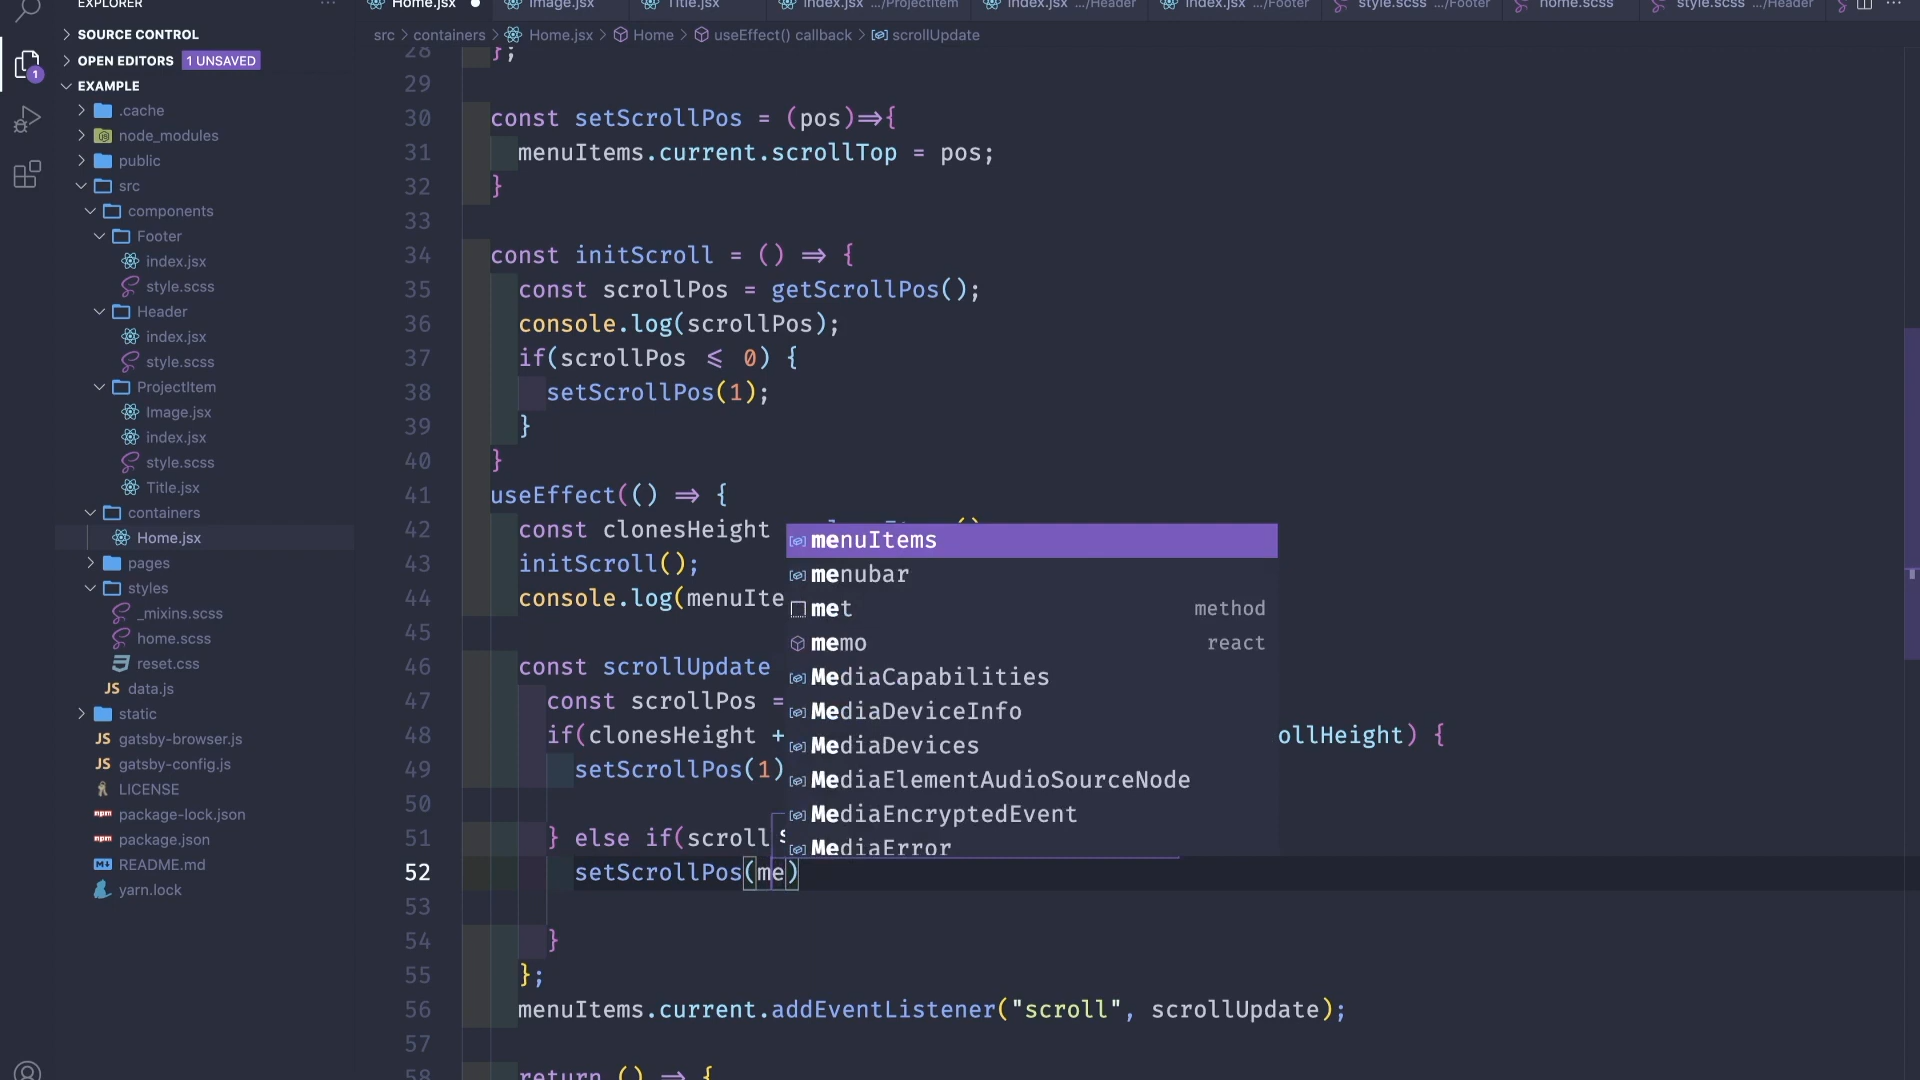 EXPLORER
SOURCE CONTROL
OPEN EDITORS 1 UNSAVED
EXAMPLE
.cache
node_modules
public
src
components
Footer
index.jsx
style.scss
Header
index.jsx
style.scss
ProjectItem
Image.jsx
index.jsx
style.scss
Title.jsx
containers
Home.jsx
pages
styles
_mixins.scss
home.scss
reset.css
JS data.js
static
JS gatsby-browser.js
JS gatsby-config.js
LICENSE
npm package-lock.json
npm package.json
README.md
yarn.lock
1
Home.jsx Image.jsx Title.jsx index.jsx .../ProjectItem index.jsx .../Header index.jsx .../Footer style.scss .../Footer home.scss style.scss .../Header
src > containers > Home.jsx > Home > useEffect() callback > scrollUpdate
28 };
29
30 const setScrollPos = (pos)=>{
31 menuItems.current.scrollTop = pos;
32 }
33
34 const initScroll = () => {
35 const scrollPos = getScrollPos();
36 console.log(scrollPos);
37 if(scrollPos <= 0) {
38 setScrollPos(1);
39 }
40 }
41 useEffect(() => {
42 const clonesHeight
43 initScroll();
44 console.log(menuIte
45
46 const scrollUpdate
47 const scrollPos =
48 if(clonesHeight + ollHeight) {
49 setScrollPos(1)
50
51 } else if(scroll
52 setScrollPos(me)
53
54 }
55 };
56 menuItems.current.addEventListener("scroll", scrollUpdate);
57
58 return () => {
menuItems
menubar
met method
memo react
MediaCapabilities
MediaDeviceInfo
MediaDevices
MediaElementAudioSourceNode
MediaEncryptedEvent
MediaError